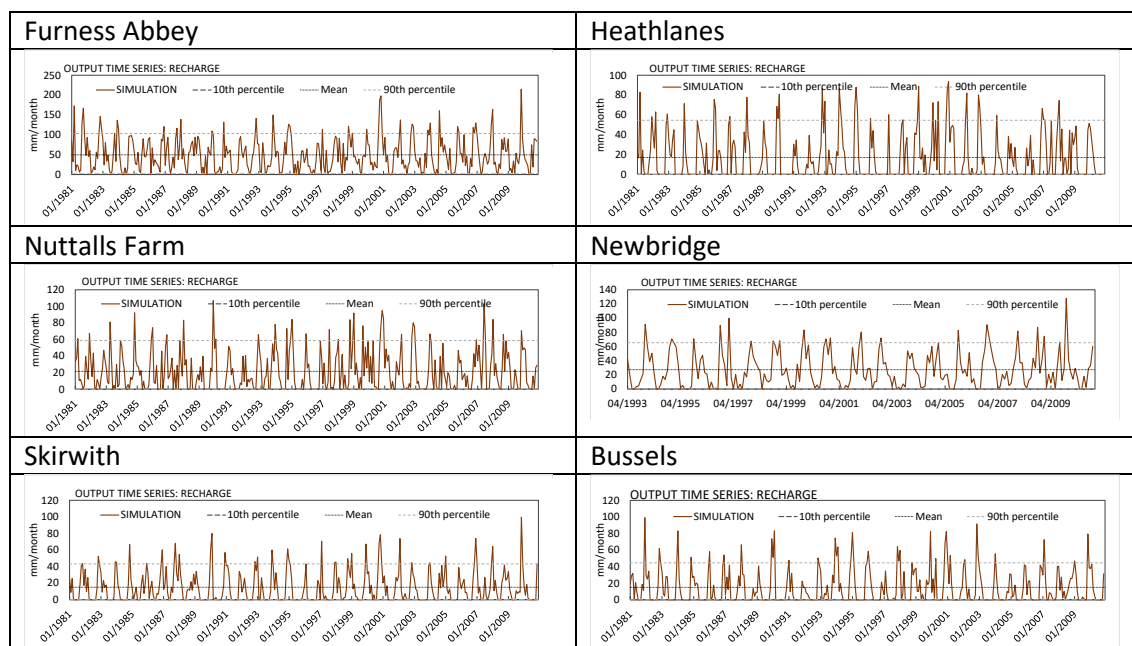 Furness Abbey
OUTPUT TIME SERIES: RECHARGE
SIMULATION 10th percentile Mean 90th percentile
mm/month
250
200
150
100
50
0
01/1981 01/1983 01/1985 01/1987 01/1989 01/1991 01/1993 01/1995 01/1997 01/1999 01/2001 01/2003 01/2005 01/2007 01/2009
Heathlanes
OUTPUT TIME SERIES: RECHARGE
SIMULATION 10th percentile Mean 90th percentile
mm/month
100
80
60
40
20
0
01/1981 01/1983 01/1985 01/1987 01/1989 01/1991 01/1993 01/1995 01/1997 01/1999 01/2001 01/2003 01/2005 01/2007 01/2009
Nuttalls Farm
OUTPUT TIME SERIES: RECHARGE
SIMULATION 10th percentile Mean 90th percentile
mm/month
120
100
80
60
40
20
0
01/1981 01/1983 01/1985 01/1987 01/1989 01/1991 01/1993 01/1995 01/1997 01/1999 01/2001 01/2003 01/2005 01/2007 01/2009
Newbridge
OUTPUT TIME SERIES: RECHARGE
SIMULATION 10th percentile Mean 90th percentile
mm/month
140
120
100
80
60
40
20
0
04/1993 04/1995 04/1997 04/1999 04/2001 04/2003 04/2005 04/2007 04/2009
Skirwith
OUTPUT TIME SERIES: RECHARGE
SIMULATION 10th percentile Mean 90th percentile
mm/month
120
100
80
60
40
20
0
01/1981 01/1983 01/1985 01/1987 01/1989 01/1991 01/1993 01/1995 01/1997 01/1999 01/2001 01/2003 01/2005 01/2007 01/2009
Bussels
OUTPUT TIME SERIES: RECHARGE
SIMULATION 10th percentile Mean 90th percentile
mm/month
120
100
80
60
40
20
0
01/1981 01/1983 01/1985 01/1987 01/1989 01/1991 01/1993 01/1995 01/1997 01/1999 01/2001 01/2003 01/2005 01/2007 01/2009